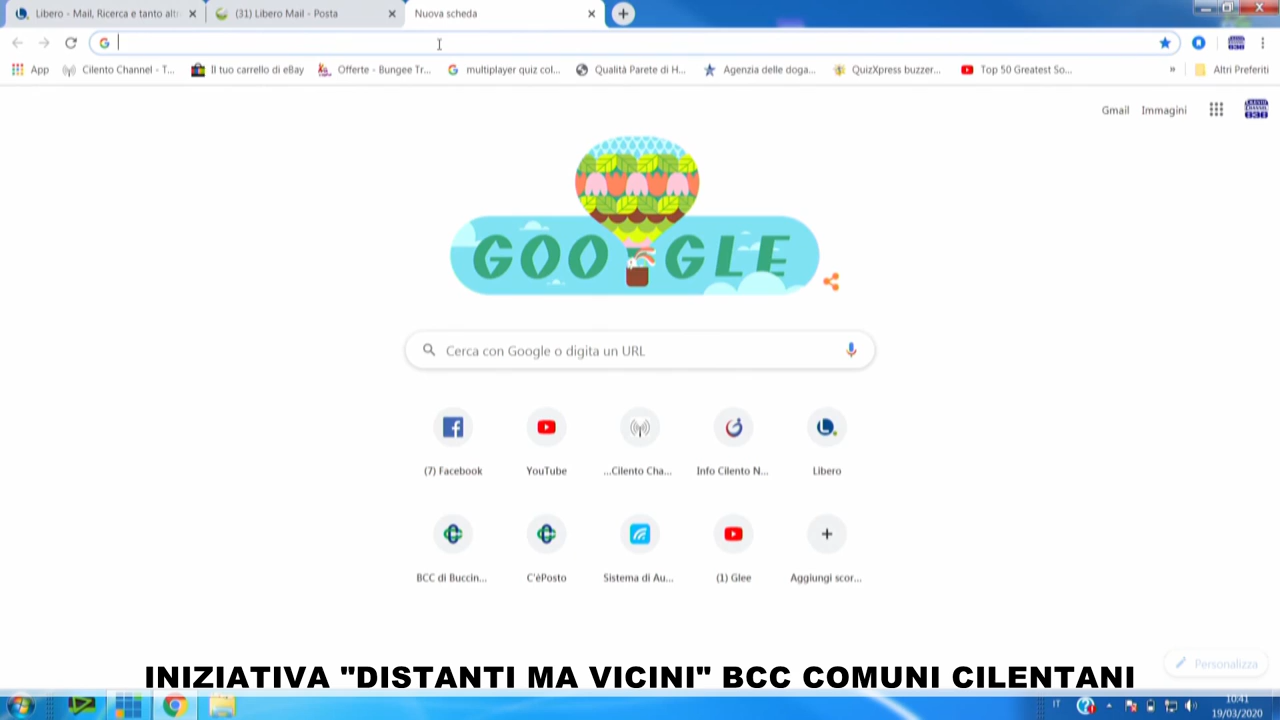 Libero - Mail, Ricerca e tanto alt
(31) Libero Mail - Posta
Nuova scheda
App
Cilento Channel - T...
Il tuo carrello di eBay
Offerte - Bungee Tr...
multiplayer quiz col...
Qualità Parete di H...
Agenzia delle doga...
QuizXpress buzzer...
Top 50 Greatest So...
»
Altri Preferiti
Gmail
Immagini
GOOGLE
Cerca con Google o digita un URL
(7) Facebook
YouTube
...Cilento Cha...
Info Cilento N...
Libero
BCC di Buccin...
C'èPosto
Sistema di Au...
(1) Glee
Aggiungi scor...
Personalizza
INIZIATIVA "DISTANTI MA VICINI" BCC COMUNI CILENTANI
IT
10:41
19/03/2020